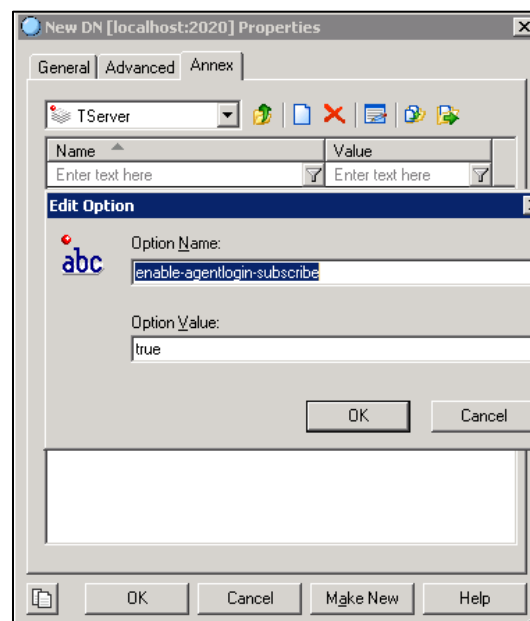 New DN [localhost:2020] Properties
General Advanced Annex
TServer
Name Value
Enter text here Enter text here
Edit Option
abc
Option Name:
enable-agentlogin-subscribe
Option Value:
true
OK Cancel
OK Cancel Make New Help